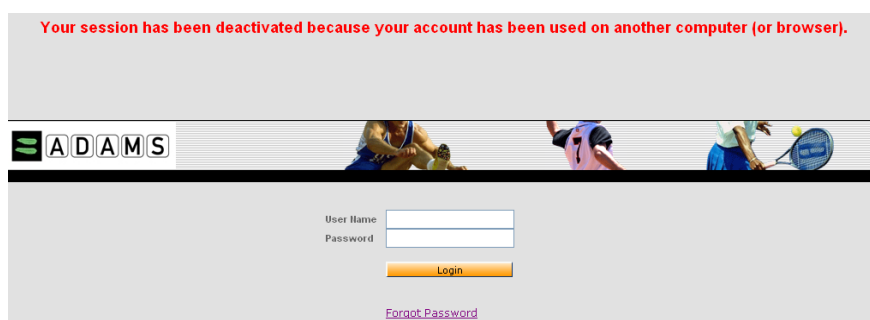 Your session has been deactivated because your account has been used on another computer (or browser).
ADAMS
7
User Name
Password
Login
Forgot Password